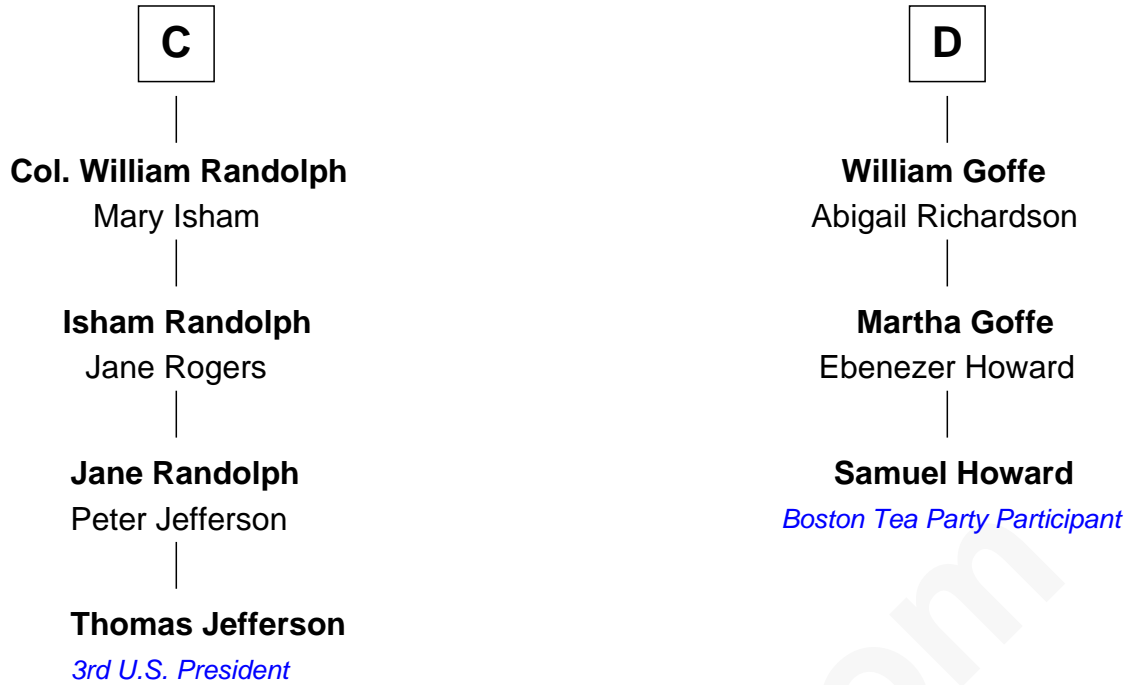 C
Col. William Randolph
Mary Isham
Isham Randolph
Jane Rogers
Jane Randolph
Peter Jefferson
Thomas Jefferson
3rd U.S. President
D
William Goffe
Abigail Richardson
Martha Goffe
Ebenezer Howard
Samuel Howard
Boston Tea Party Participant
om